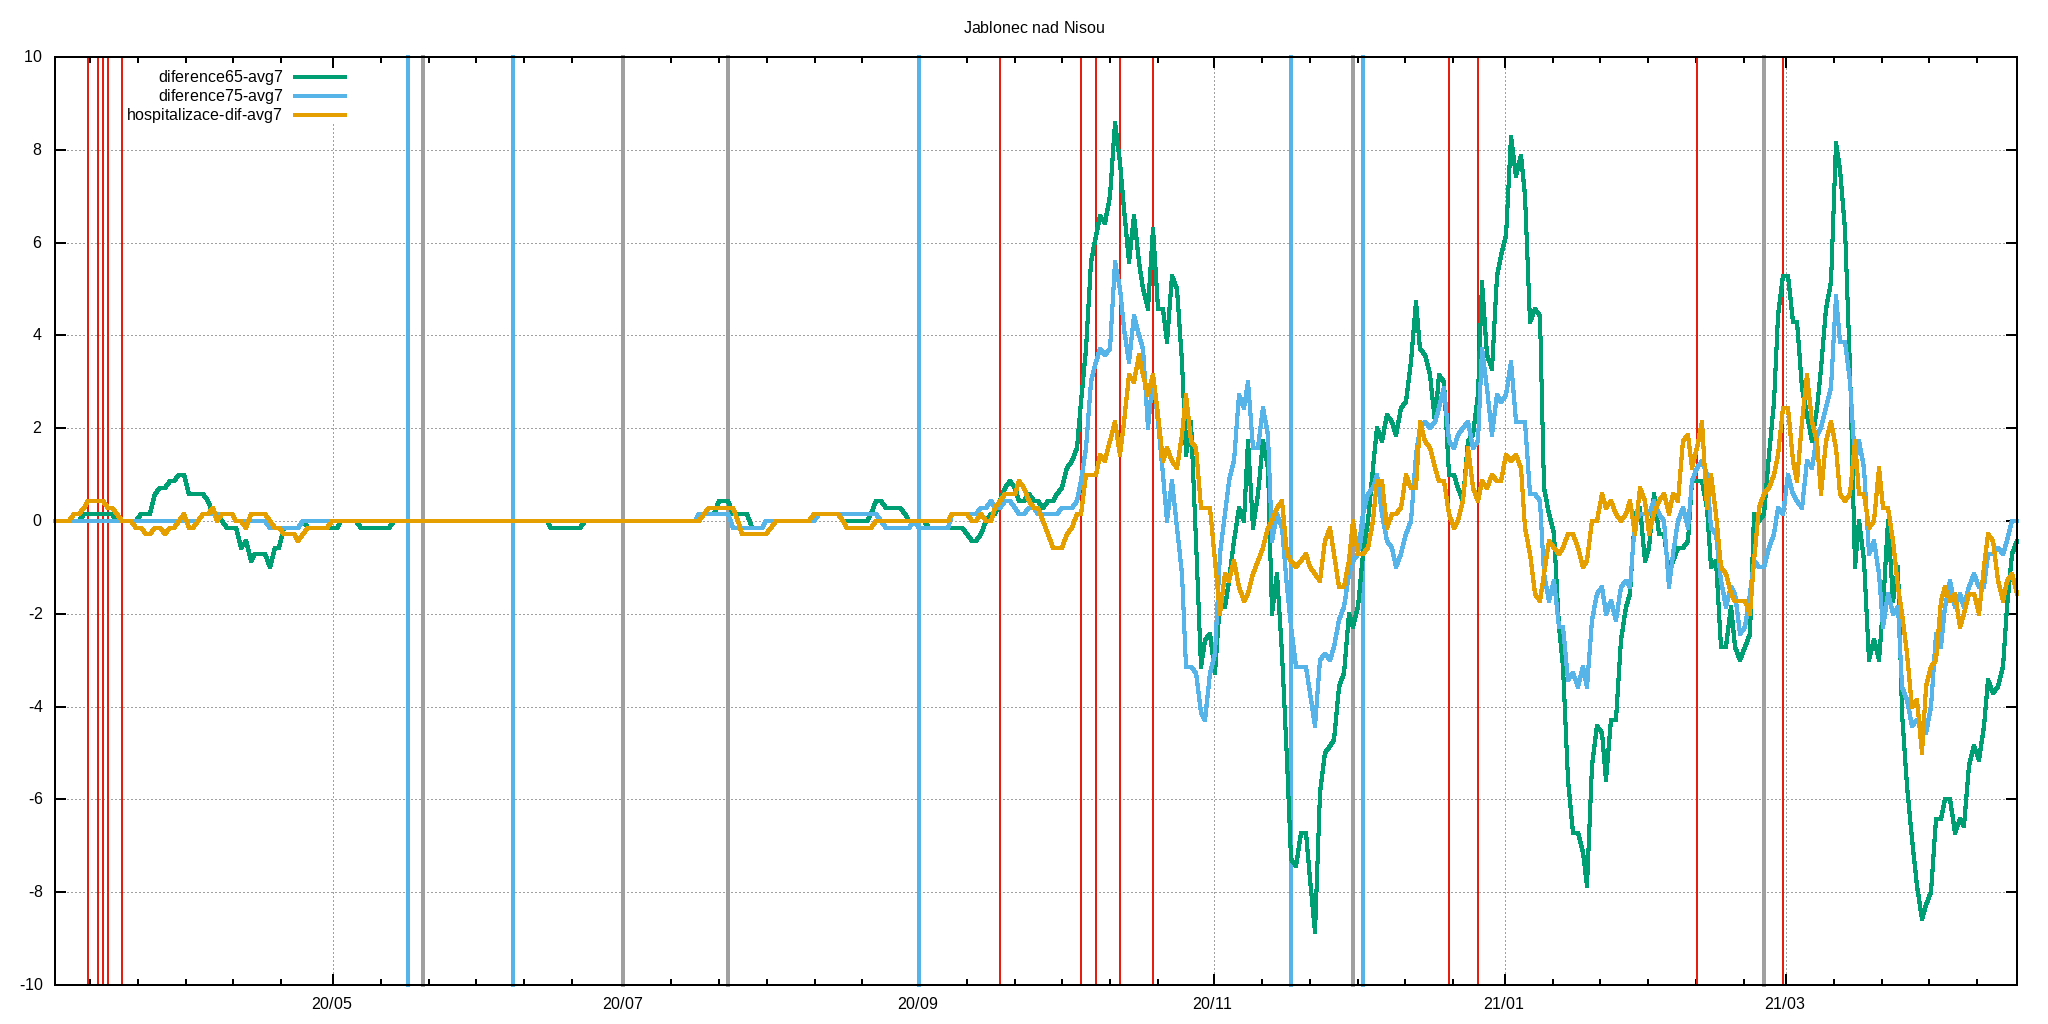 Jablonec nad Nisou
10
diference65-avg7
diference75-avg7
hospitalizace-dif-avg7
8
6
4
2
0
-2
-4
-6
-8
-10
20/05 20/07 20/09 20/11 21/01 21/03